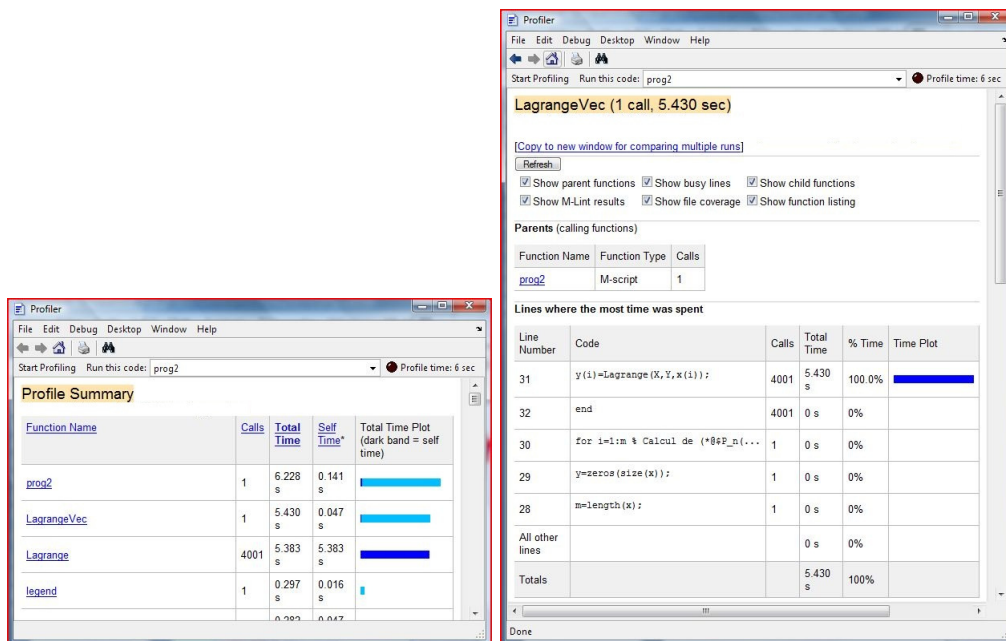 Profiler
File Edit Debug Desktop Window Help
Start Profiling Run this code: prog2 Profile time: 6 sec
Profile Summary
Function Name Calls Total Time Self Time* Total Time Plot (dark band = self time)
prog2 1 6.228 s 0.141 s
LagrangeVec 1 5.430 s 0.047 s
Lagrange 4001 5.383 s 5.383 s
legend 1 0.297 s 0.016 s
Profiler
File Edit Debug Desktop Window Help
Start Profiling Run this code: prog2 Profile time: 6 sec
LagrangeVec (1 call, 5.430 sec)
[Copy to new window for comparing multiple runs]
Refresh
Show parent functions Show busy lines Show child functions
Show M-Lint results Show file coverage Show function listing
Parents (calling functions)
Function Name Function Type Calls
prog2 M-script 1
Lines where the most time was spent
Line Number Code Calls Total Time % Time Time Plot
31 y(i)=Lagrange(X,Y,x(i)); 4001 5.430 s 100.0%
32 end 4001 0 s 0%
30 for i=1:m % Calcul de (*@$P_n(... 1 0 s 0%
29 y=zeros(size(x)); 1 0 s 0%
28 m=length(x); 1 0 s 0%
All other lines 0 s 0%
Totals 5.430 s 100%
Done